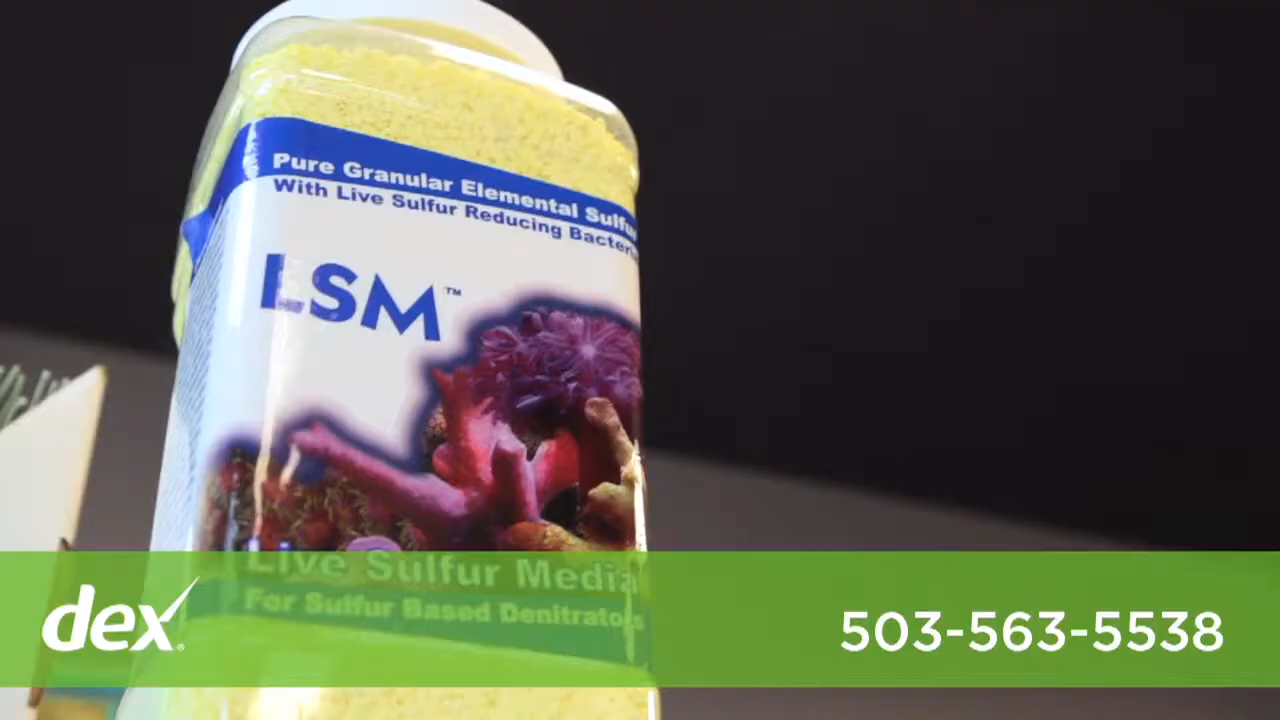 Pure Granular Elemental Sulfur
With Live Sulfur Reducing Bacteria
LSM™
Live Sulfur Media
For Sulfur Based Denitrators
dex®
503-563-5538